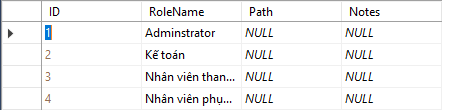 ID RoleName Path Notes
1 Adminstrator NULL NULL
2 Kế toán NULL NULL
3 Nhân viên than... NULL NULL
4 Nhân viên phụ... NULL NULL